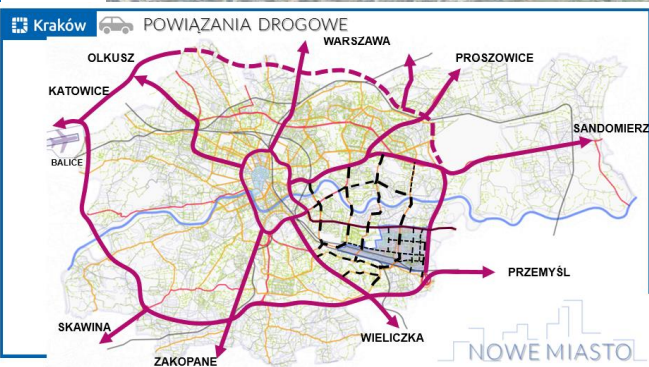 Kraków POWIĄZANIA DROGOWE
WARSZAWA
OLKUSZ
PROSZOWICE
KATOWICE
SANDOMIERZ
BALICE
PRZEMYŚL
SKAWINA
WIELICZKA
ZAKOPANE
NOWE MIASTO